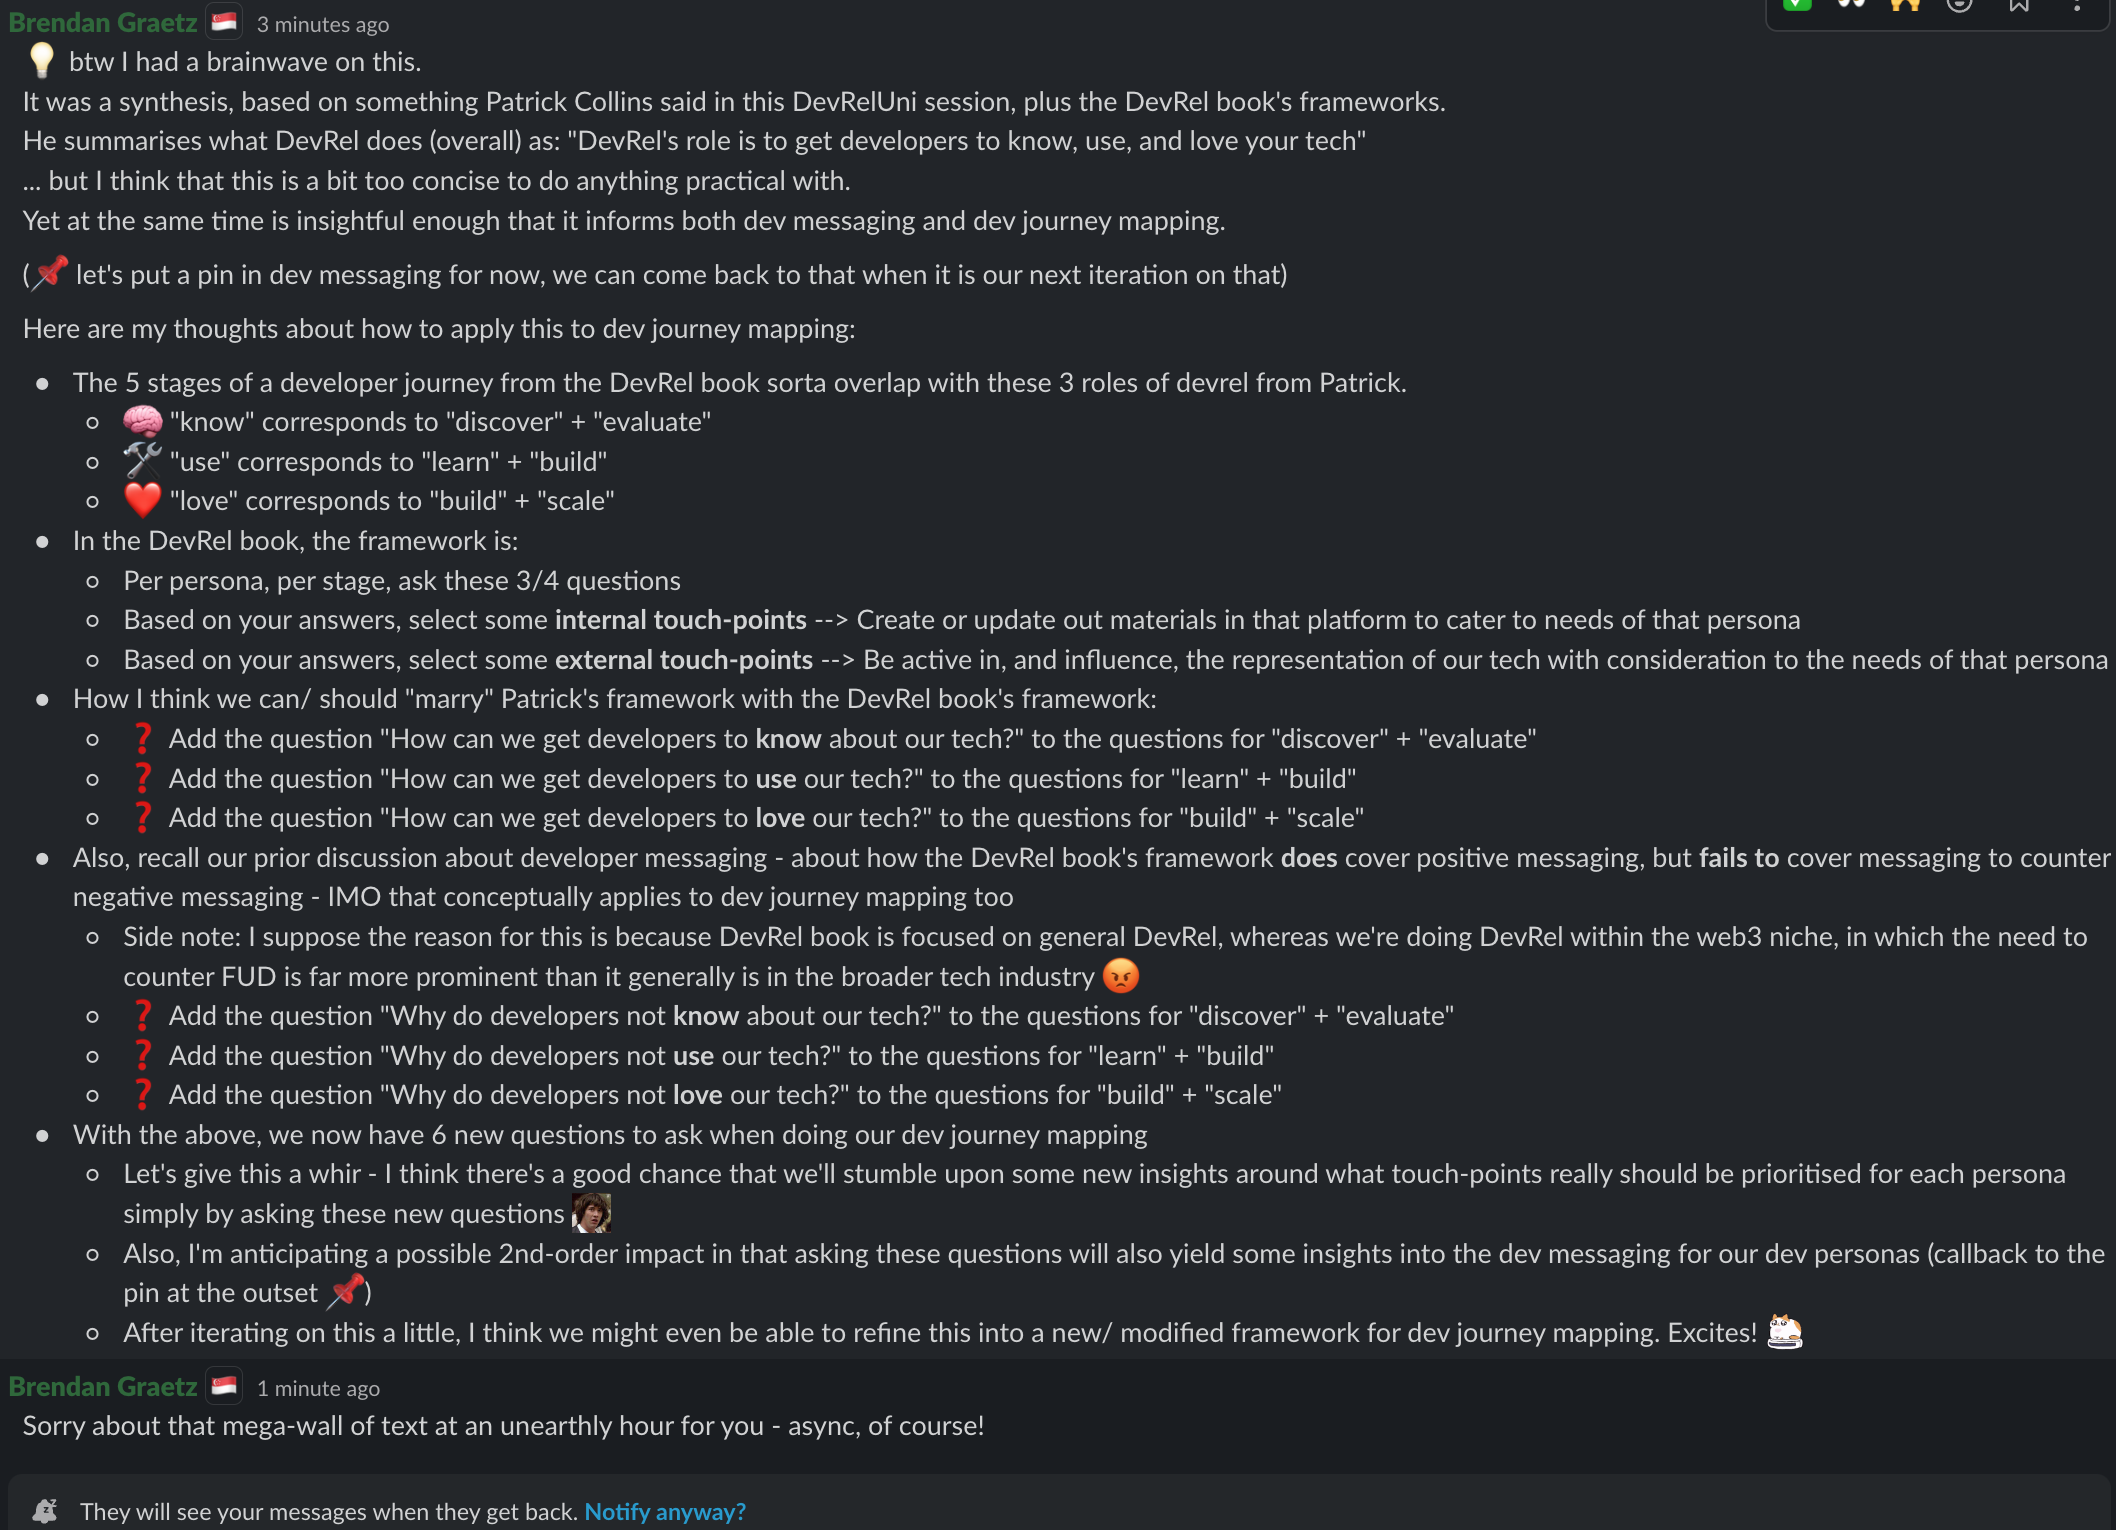 Brendan Graetz 3 minutes ago
btw I had a brainwave on this.
It was a synthesis, based on something Patrick Collins said in this DevRelUni session, plus the DevRel book's frameworks.
He summarises what DevRel does (overall) as: "DevRel's role is to get developers to know, use, and love your tech"
... but I think that this is a bit too concise to do anything practical with.
Yet at the same time is insightful enough that it informs both dev messaging and dev journey mapping.
( let's put a pin in dev messaging for now, we can come back to that when it is our next iteration on that)
Here are my thoughts about how to apply this to dev journey mapping:
• The 5 stages of a developer journey from the DevRel book sorta overlap with these 3 roles of devrel from Patrick.
◦ "know" corresponds to "discover" + "evaluate"
◦ "use" corresponds to "learn" + "build"
◦ "love" corresponds to "build" + "scale"
• In the DevRel book, the framework is:
◦ Per persona, per stage, ask these 3/4 questions
◦ Based on your answers, select some internal touch-points --> Create or update out materials in that platform to cater to needs of that persona
◦ Based on your answers, select some external touch-points --> Be active in, and influence, the representation of our tech with consideration to the needs of that persona
• How I think we can/ should "marry" Patrick's framework with the DevRel book's framework:
◦ ❓ Add the question "How can we get developers to know about our tech?" to the questions for "discover" + "evaluate"
◦ ❓ Add the question "How can we get developers to use our tech?" to the questions for "learn" + "build"
◦ ❓ Add the question "How can we get developers to love our tech?" to the questions for "build" + "scale"
• Also, recall our prior discussion about developer messaging - about how the DevRel book's framework does cover positive messaging, but fails to cover messaging to counter
negative messaging - IMO that conceptually applies to dev journey mapping too
◦ Side note: I suppose the reason for this is because DevRel book is focused on general DevRel, whereas we're doing DevRel within the web3 niche, in which the need to
counter FUD is far more prominent than it generally is in the broader tech industry
◦ ❓ Add the question "Why do developers not know about our tech?" to the questions for "discover" + "evaluate"
◦ ❓ Add the question "Why do developers not use our tech?" to the questions for "learn" + "build"
◦ ❓ Add the question "Why do developers not love our tech?" to the questions for "build" + "scale"
• With the above, we now have 6 new questions to ask when doing our dev journey mapping
◦ Let's give this a whir - I think there's a good chance that we'll stumble upon some new insights around what touch-points really should be prioritised for each persona
simply by asking these new questions
◦ Also, I'm anticipating a possible 2nd-order impact in that asking these questions will also yield some insights into the dev messaging for our dev personas (callback to the
pin at the outset )
◦ After iterating on this a little, I think we might even be able to refine this into a new/ modified framework for dev journey mapping. Excites!
Brendan Graetz 1 minute ago
Sorry about that mega-wall of text at an unearthly hour for you - async, of course!
They will see your messages when they get back. Notify anyway?